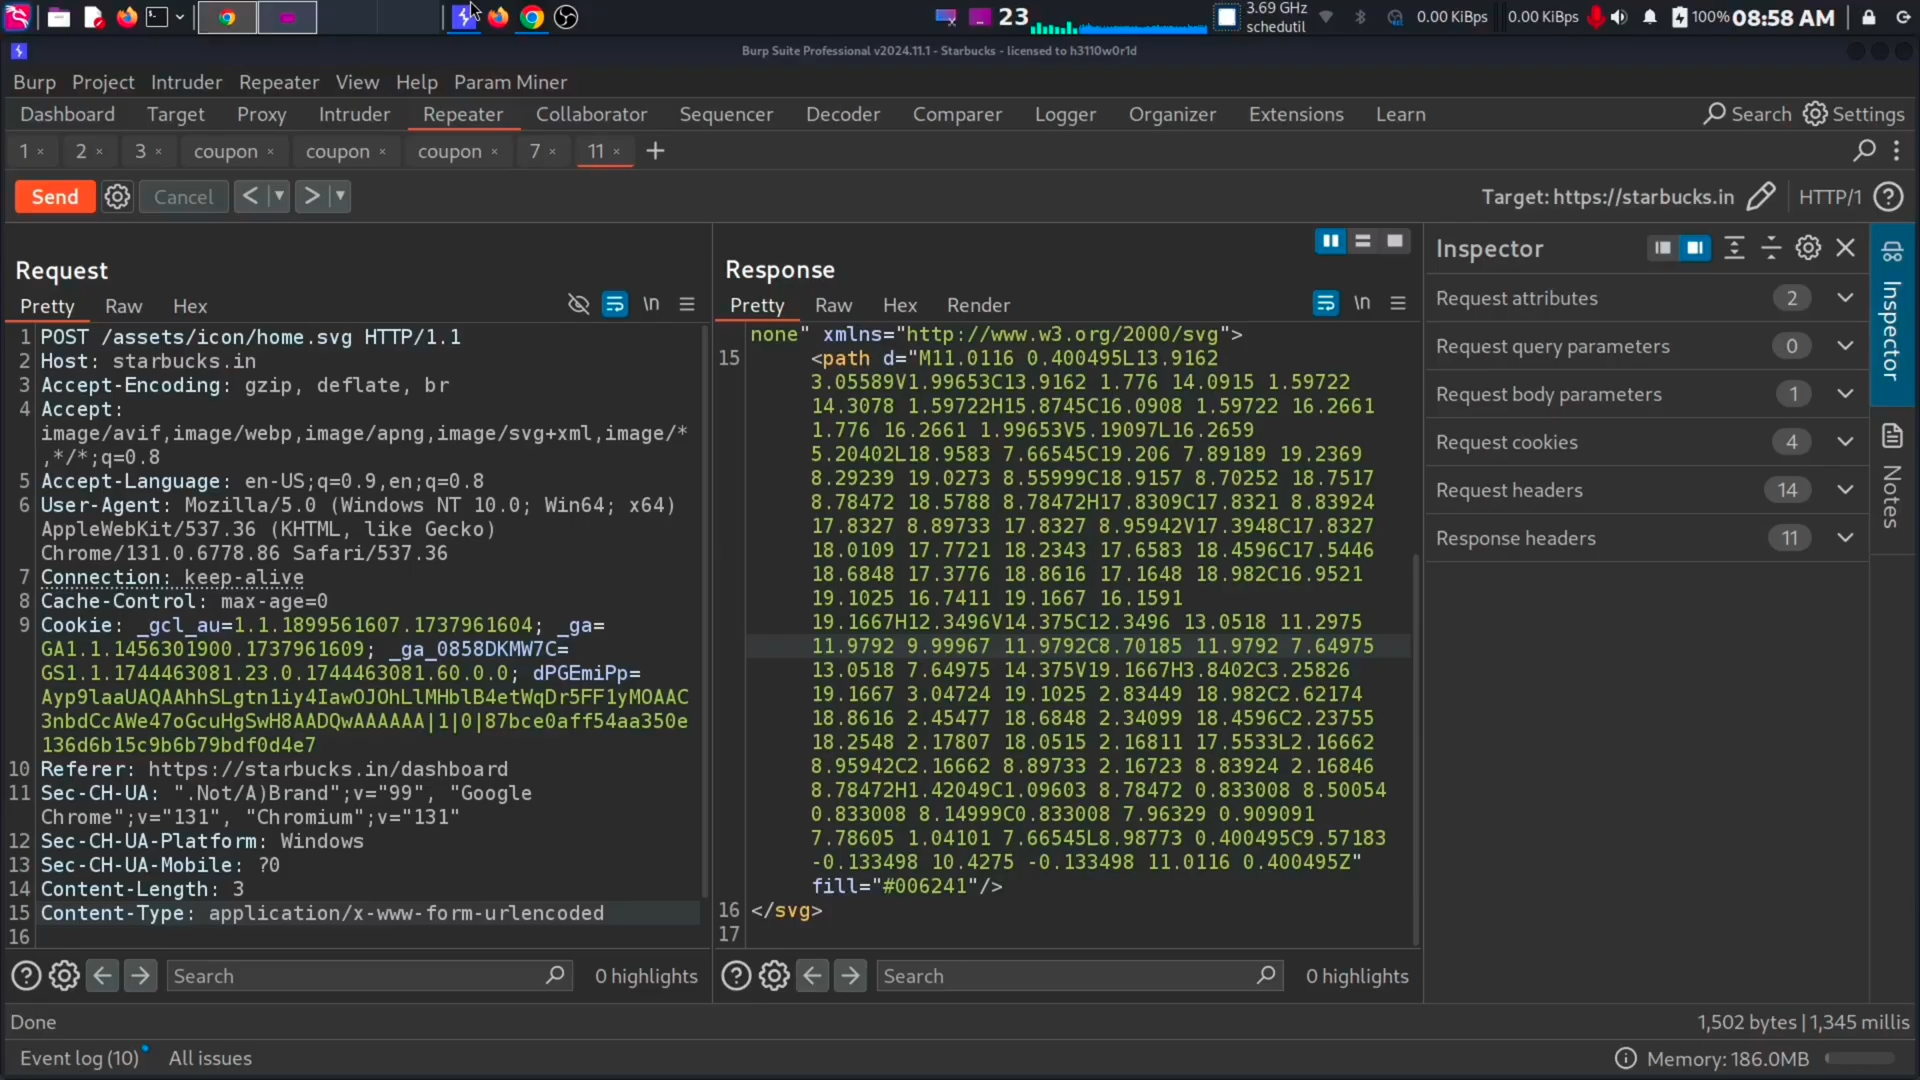 23
3.69 GHz
schedutil
0.00 KiBps
0.00 KiBps
100%
08:58 AM
Burp Suite Professional v2024.11.1 - Starbucks - licensed to h3110w0r1d
Burp Project Intruder Repeater View Help Param Miner
Dashboard Target Proxy Intruder Repeater Collaborator Sequencer Decoder Comparer Logger Organizer Extensions Learn Search Settings
1 × 2 × 3 × coupon × coupon × coupon × 7 × 11 × +
Send Cancel < > Target: https://starbucks.in HTTP/1
Request
Pretty Raw Hex \n
1 POST /assets/icon/home.svg HTTP/1.1
2 Host: starbucks.in
3 Accept-Encoding: gzip, deflate, br
4 Accept:
image/avif,image/webp,image/apng,image/svg+xml,image/*
,*/*;q=0.8
5 Accept-Language: en-US;q=0.9,en;q=0.8
6 User-Agent: Mozilla/5.0 (Windows NT 10.0; Win64; x64)
AppleWebKit/537.36 (KHTML, like Gecko)
Chrome/131.0.6778.86 Safari/537.36
7 Connection: keep-alive
8 Cache-Control: max-age=0
9 Cookie: _gcl_au=1.1.1899561607.1737961604; _ga=
GA1.1.1456301900.1737961609; _ga_0858DKMW7C=
GS1.1.1744463081.23.0.1744463081.60.0.0; dPGEmiPp=
Ayp9laaUAQAAhhSLgtn1iy4IawOJOhLlMHblB4etWqDr5FF1yMOAAC
3nbdCcAWe47oGcuHgSwH8AADQwAAAAAA|1|0|87bce0aff54aa350e
136d6b15c9b6b79bdf0d4e7
10 Referer: https://starbucks.in/dashboard
11 Sec-CH-UA: ".Not/A)Brand";v="99", "Google
Chrome";v="131", "Chromium";v="131"
12 Sec-CH-UA-Platform: Windows
13 Sec-CH-UA-Mobile: ?0
14 Content-Length: 3
15 Content-Type: application/x-www-form-urlencoded
16
Search 0 highlights
Response
Pretty Raw Hex Render \n
none" xmlns="http://www.w3.org/2000/svg">
15 <path d="M11.0116 0.400495L13.9162
3.05589V1.99653C13.9162 1.776 14.0915 1.59722
14.3078 1.59722H15.8745C16.0908 1.59722 16.2661
1.776 16.2661 1.99653V5.19097L16.2659
5.20402L18.9583 7.66545C19.206 7.89189 19.2369
8.29239 19.0273 8.55999C18.9157 8.70252 18.7517
8.78472 18.5788 8.78472H17.8309C17.8321 8.83924
17.8327 8.89733 17.8327 8.95942V17.3948C17.8327
18.0109 17.7721 18.2343 17.6583 18.4596C17.5446
18.6848 17.3776 18.8616 17.1648 18.982C16.9521
19.1025 16.7411 19.1667 16.1591
19.1667H12.3496V14.375C12.3496 13.0518 11.2975
11.9792 9.99967 11.9792C8.70185 11.9792 7.64975
13.0518 7.64975 14.375V19.1667H3.8402C3.25826
19.1667 3.04724 19.1025 2.83449 18.982C2.62174
18.8616 2.45477 18.6848 2.34099 18.4596C2.23755
18.2548 2.17807 18.0515 2.16811 17.5533L2.16662
8.95942C2.16662 8.89733 2.16723 8.83924 2.16846
8.78472H1.42049C1.09603 8.78472 0.833008 8.50054
0.833008 8.14999C0.833008 7.96329 0.909091
7.78605 1.04101 7.66545L8.98773 0.400495C9.57183
-0.133498 10.4275 -0.133498 11.0116 0.400495Z"
fill="#006241"/>
16 </svg>
17
Search 0 highlights
Inspector
Request attributes 2
Request query parameters 0
Request body parameters 1
Request cookies 4
Request headers 14
Response headers 11
Inspector
Notes
Done 1,502 bytes | 1,345 millis
Event log (10) All issues Memory: 186.0MB